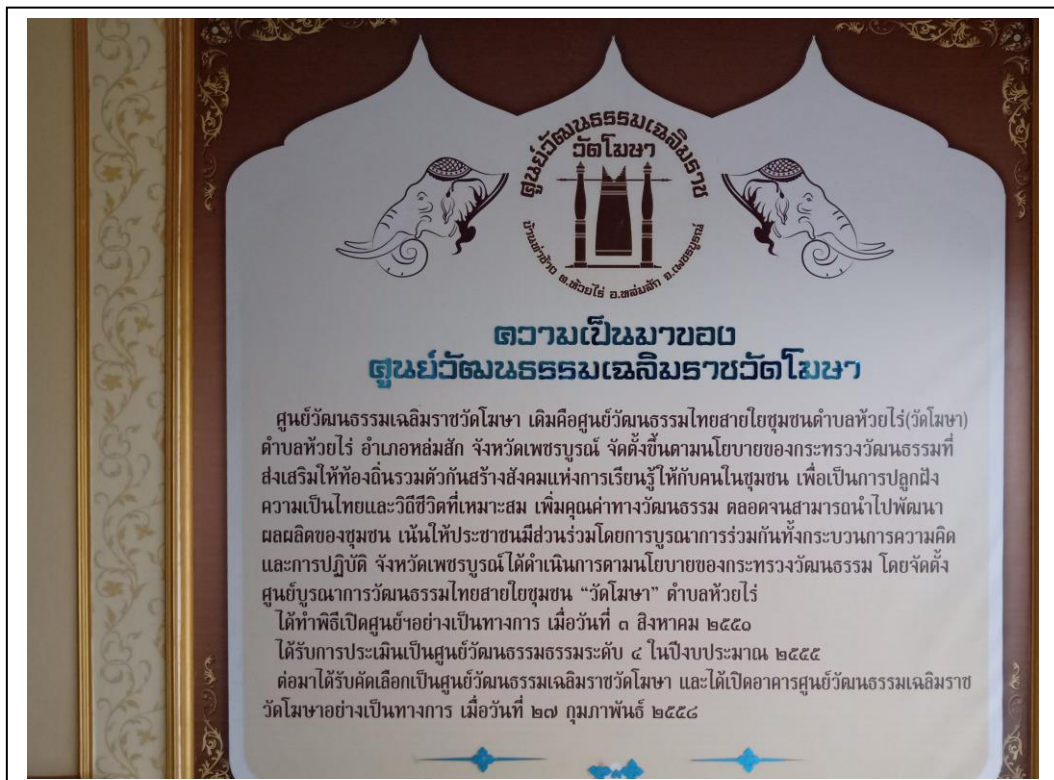 ศูนย์วัฒนธรรมเฉลิมราช
วัดโฆษา
บ้านท่าช้าง ต.ห้วยไร่ อ.หล่มสัก จ.เพชรบูรณ์
ความเป็นมาของ
ศูนย์วัฒนธรรมเฉลิมราชวัดโฆษา
ศูนย์วัฒนธรรมเฉลิมราชวัดโฆษา เดิมคือศูนย์วัฒนธรรมไทยสายใยชุมชนตำบลห้วยไร่(วัดโฆษา)
ตำบลห้วยไร่ อำเภอหล่มสัก จังหวัดเพชรบูรณ์ จัดตั้งขึ้นตามนโยบายของกระทรวงวัฒนธรรมที่
ส่งเสริมให้ท้องถิ่นรวมตัวกันสร้างสังคมแห่งการเรียนรู้ให้กับคนในชุมชน เพื่อเป็นการปลูกฝัง
ความเป็นไทยและวิถีชีวิตที่เหมาะสม เพิ่มคุณค่าทางวัฒนธรรม ตลอดจนสามารถนำไปพัฒนา
ผลผลิตของชุมชน เน้นให้ประชาชนมีส่วนร่วมโดยการบูรณาการร่วมกันทั้งกระบวนการความคิด
และการปฏิบัติ จังหวัดเพชรบูรณ์ได้ดำเนินการตามนโยบายของกระทรวงวัฒนธรรม โดยจัดตั้ง
ศูนย์บูรณาการวัฒนธรรมไทยสายใยชุมชน “วัดโฆษา” ตำบลห้วยไร่
ได้ทำพิธีเปิดศูนย์ฯอย่างเป็นทางการ เมื่อวันที่ ๓ สิงหาคม ๒๕๕๐
ได้รับการประเมินเป็นศูนย์วัฒนธรรมธรรมระดับ ๔ ในปีงบประมาณ ๒๕๕๕
ต่อมาได้รับคัดเลือกเป็นศูนย์วัฒนธรรมเฉลิมราชวัดโฆษา และได้เปิดอาคารศูนย์วัฒนธรรมเฉลิมราช
วัดโฆษาอย่างเป็นทางการ เมื่อวันที่ ๒๗ กุมภาพันธ์ ๒๕๕๘